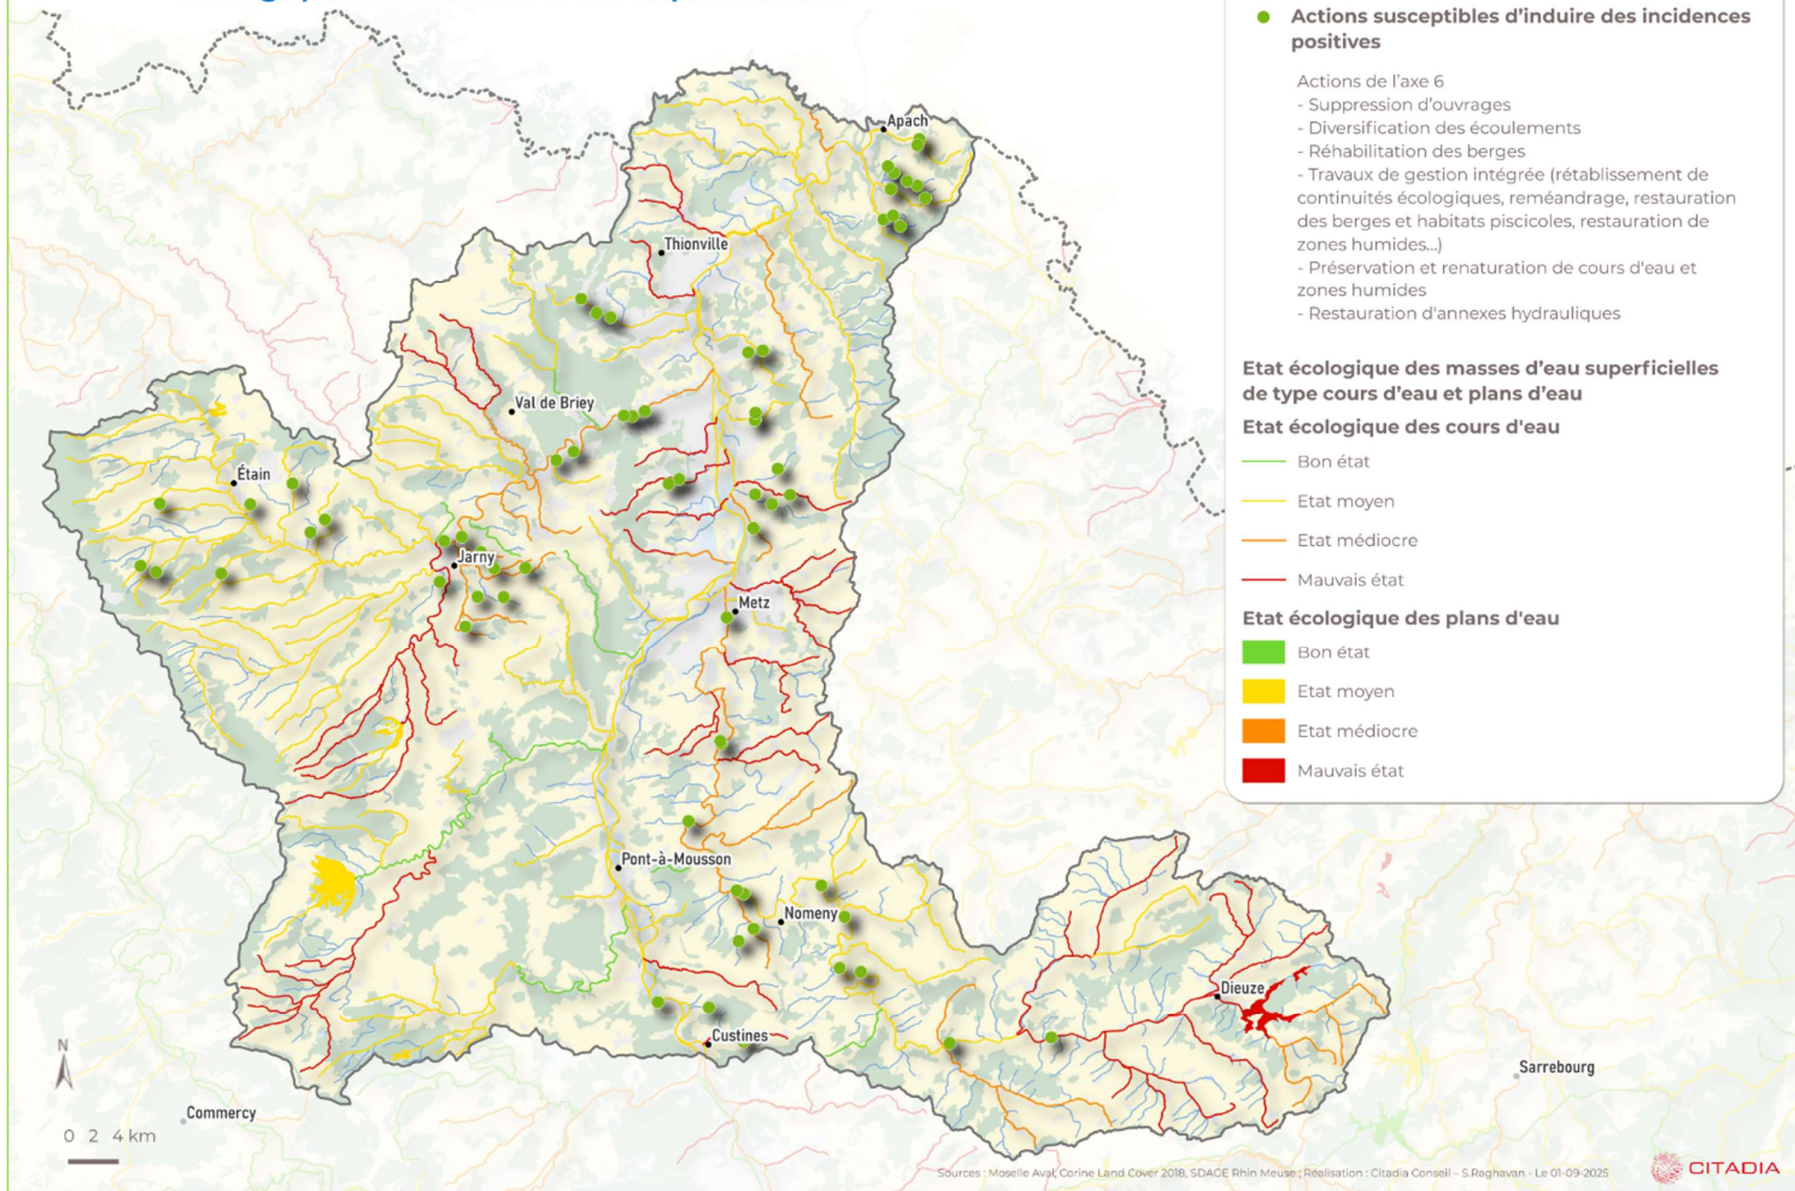 Actions susceptibles d’induire des incidences
positives
Actions de l’axe 6
- Suppression d’ouvrages
- Diversification des écoulements
- Réhabilitation des berges
- Travaux de gestion intégrée (rétablissement de
continuités écologiques, reméandrage, restauration
des berges et habitats piscicoles, restauration de
zones humides...)
- Préservation et renaturation de cours d'eau et
zones humides
- Restauration d'annexes hydrauliques
Etat écologique des masses d’eau superficielles
de type cours d’eau et plans d’eau
Etat écologique des cours d'eau
Bon état
Etat moyen
Etat médiocre
Mauvais état
Etat écologique des plans d'eau
Bon état
Etat moyen
Etat médiocre
Mauvais état
Apach
Thionville
Val de Briey
Étain
Jarny
Metz
Pont-à-Mousson
Nomeny
Dieuze
Custines
Sarrebourg
Commercy
N
0 2 4 km
Sources : Moselle Aval, Corine Land Cover 2018, SDAGE Rhin Meuse ; Réalisation : Citadia Conseil - S.Raghavan - Le 01-09-2025
CITADIA